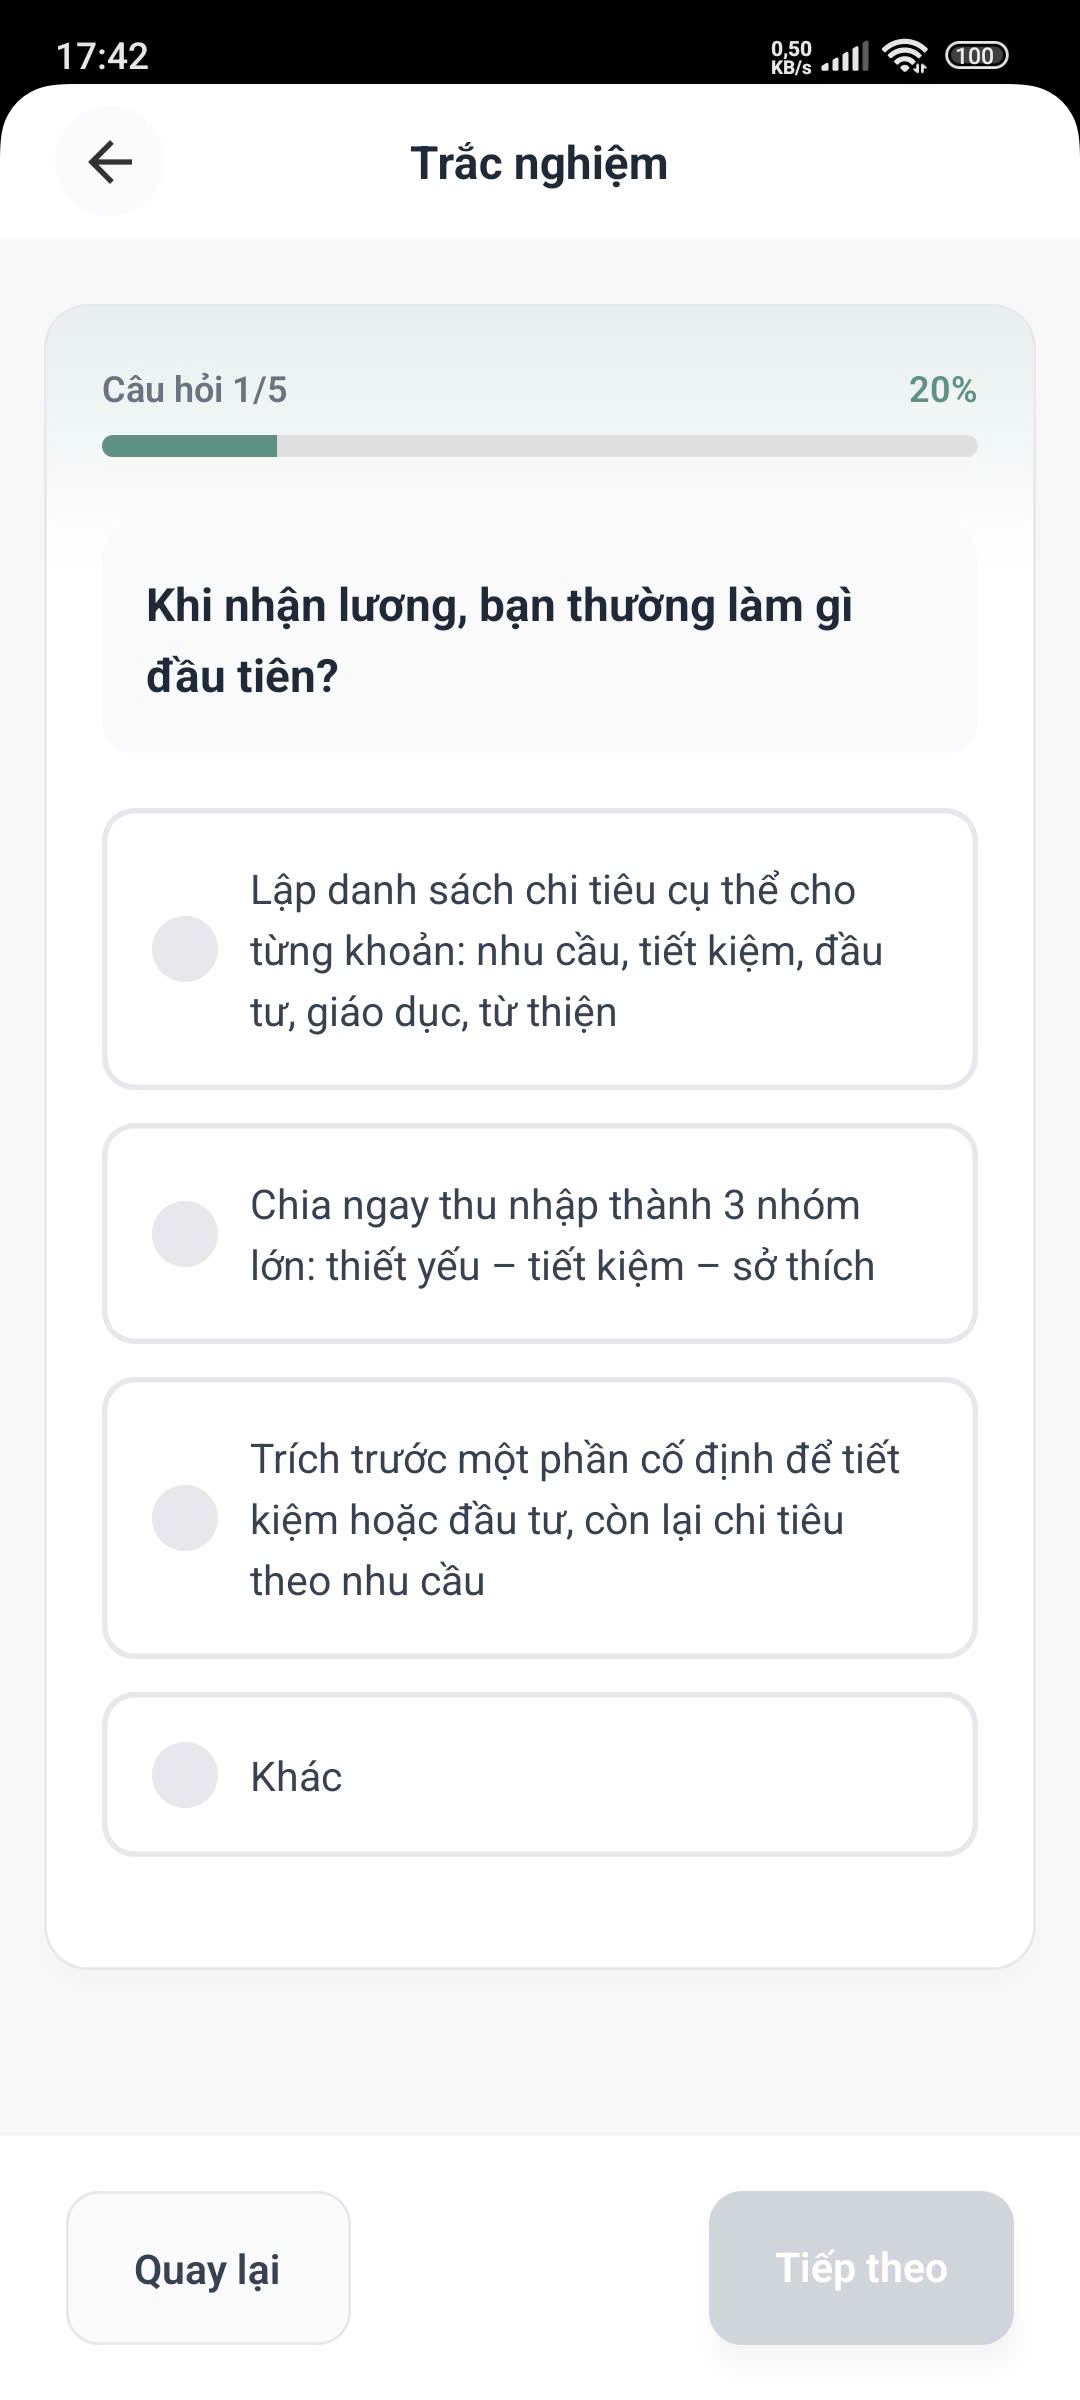 17:42
0,50
KB/s
100
Trắc nghiệm
Câu hỏi 1/5
20%
Khi nhận lương, bạn thường làm gì
đầu tiên?
Lập danh sách chi tiêu cụ thể cho
từng khoản: nhu cầu, tiết kiệm, đầu
tư, giáo dục, từ thiện
Chia ngay thu nhập thành 3 nhóm
lớn: thiết yếu – tiết kiệm – sở thích
Trích trước một phần cố định để tiết
kiệm hoặc đầu tư, còn lại chi tiêu
theo nhu cầu
Khác
Quay lại
Tiếp theo